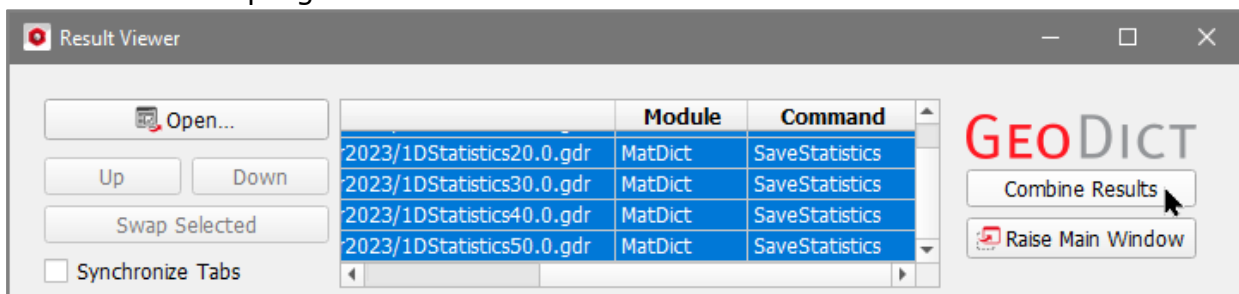 Result Viewer
Open...
Up Down
Swap Selected
Synchronize Tabs
Module Command
r2023/1DStatistics20.0.gdr MatDict SaveStatistics
r2023/1DStatistics30.0.gdr MatDict SaveStatistics
r2023/1DStatistics40.0.gdr MatDict SaveStatistics
r2023/1DStatistics50.0.gdr MatDict SaveStatistics
GEODICT
Combine Results
Raise Main Window